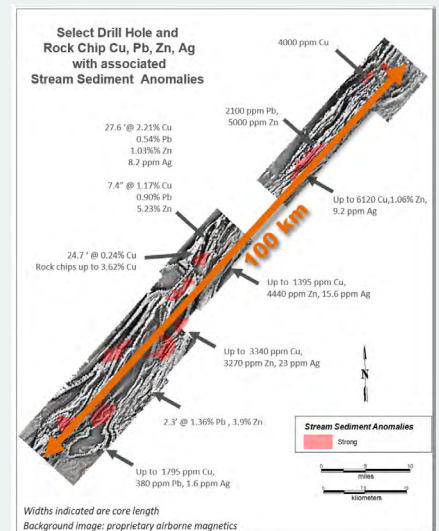 Select Drill Hole and
Rock Chip Cu, Pb, Zn, Ag
with associated
Stream Sediment Anomalies
4000 ppm Cu
2100 ppm Pb,
5000 ppm Zn
27.6 '@ 2.21% Cu
0.54% Pb
1.03% Zn
8.2 ppm Ag
7.4" @ 1.17% Cu
0.90% Pb
5.23% Zn
Up to 6120 Cu,1.06% Zn,
9.2 ppm Ag
100 km
24.7 ' @ 0.24% Cu
Rock chips up to 3.62% Cu
Up to 1395 ppm Cu,
4440 ppm Zn, 15.6 ppm Ag
Up to 3340 ppm Cu,
3270 ppm Zn, 23 ppm Ag
N
2.3' @ 1.36% Pb , 3.9% Zn
Stream Sediment Anomalies
Strong
Up to 1795 ppm Cu,
380 ppm Pb, 1.6 ppm Ag
miles
kilometers
Widths indicated are core length
Background image: proprietary airborne magnetics